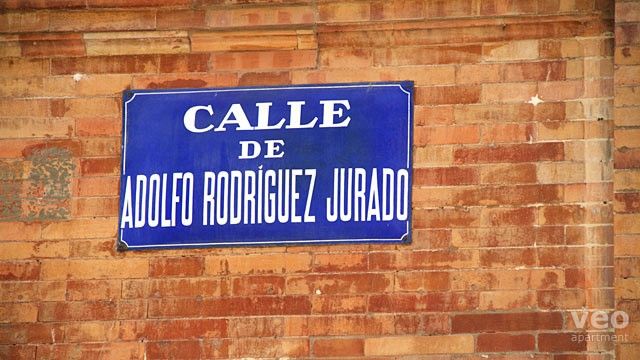 CALLE
DE
ADOLFO RODRÍGUEZ JURADO
veo
apartment